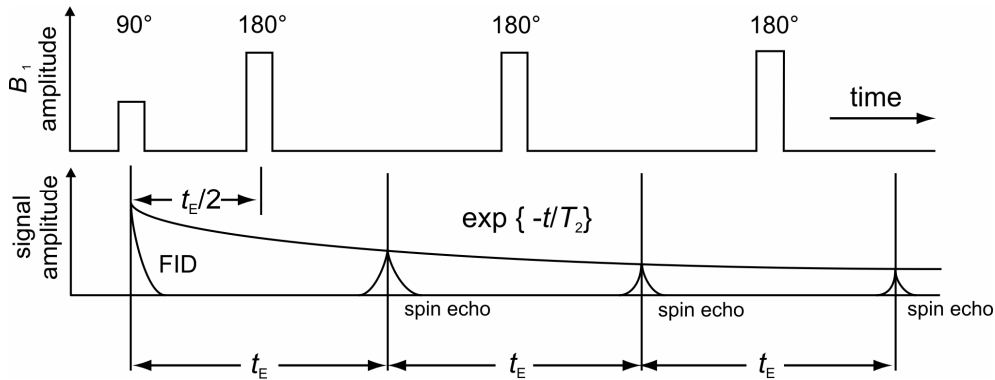 90°
180°
180°
180°
B₁
amplitude
time
signal
amplitude
tE/2
exp { -t/T₂}
FID
spin echo
spin echo
spin echo
tE
tE
tE